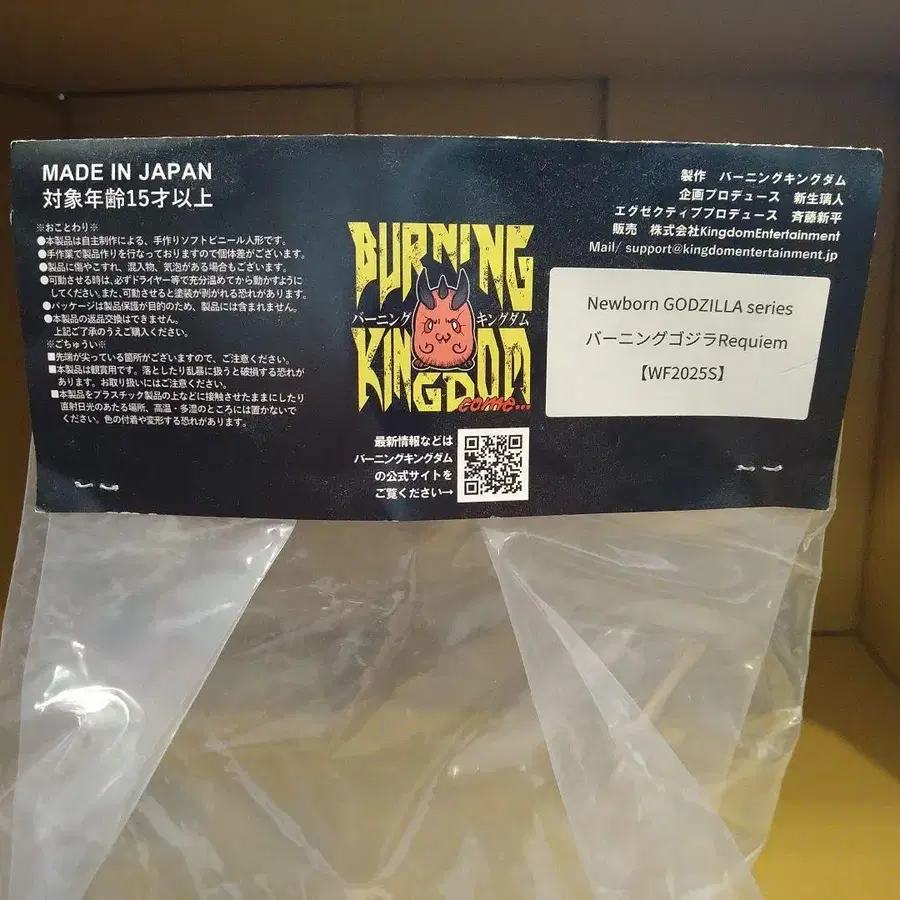 MADE IN JAPAN
対象年齢15才以上
※おことわり※
●本製品は自主制作による、手作りソフトビニール人形です。
●手作業で製品作りを行なっておりますので個体差がございます。
●製品に傷やこすれ、混入物、気泡がある場合もございます。
●可動させる時は、必ずドライヤー等で充分温めてから動かすように
してください。また、可動させると塗装が剥がれる恐れがあります。
●パッケージは製品保護が目的のため、製品には含まれません。
●本製品の返品交換はできません。
上記ご了承のうえご購入ください。
※ごちゅうい※
■先端が尖っている箇所がございますので、ご注意ください。
■本製品は観賞用です。落としたり乱暴に扱うと破損する恐れが
あります。お取り扱いにはご注意ください。
■本製品をプラスチック製品の上などに接触させたままにしたり
直射日光のあたる場所、高温・多湿のところには置かないで
ください。色の付着や変形する恐れがあります。
BURNING
バーニング キングダム
KINGDOM
come...
最新情報などは
バーニングキングダム
の公式サイトを
ご覧ください→
製作 バーニングキングダム
企画プロデュース 新生璃人
エグゼクティブプロデュース 斉藤新平
販売 株式会社KingdomEntertainment
Mail/ support@kingdomentertainment.jp
Newborn GODZILLA series
バーニングゴジラRequiem
【WF2025S】